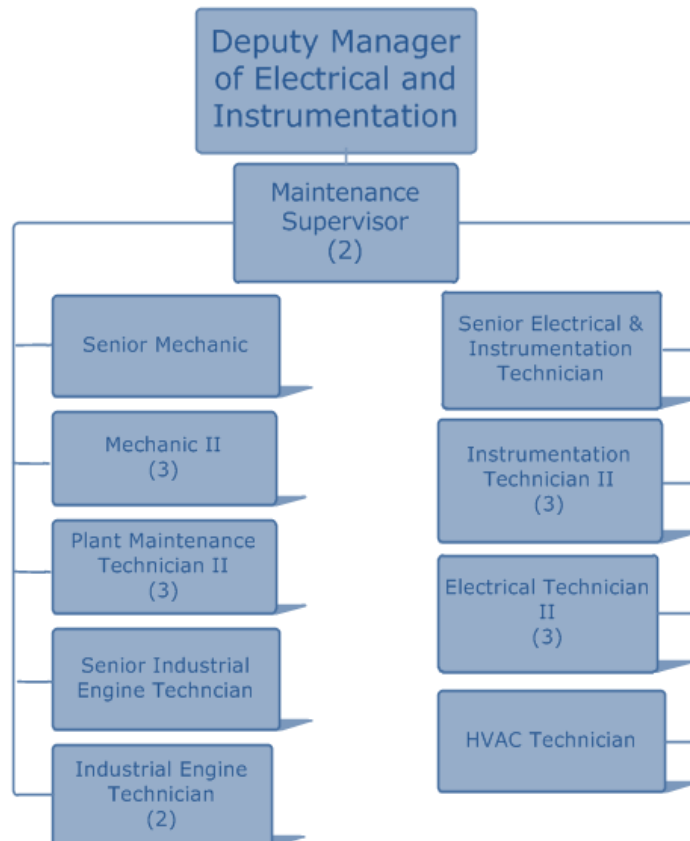 Deputy Manager
of Electrical and
Instrumentation
Maintenance
Supervisor
(2)
Senior Mechanic
Mechanic II
(3)
Plant Maintenance
Technician II
(3)
Senior Industrial
Engine Techncian
Industrial Engine
Technician
(2)
Senior Electrical &
Instrumentation
Technician
Instrumentation
Technician II
(3)
Electrical Technician
II
(3)
HVAC Technician